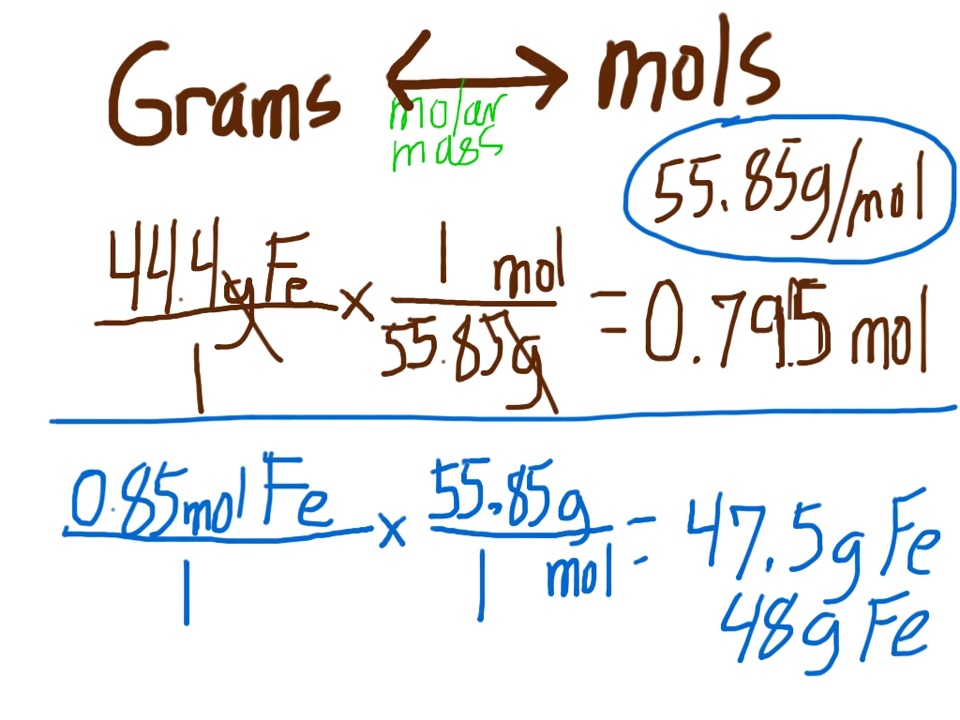 Grams ↔ mols
molar
mass
55.85g/mol
44.4g Fe / 1 × 1 mol / 55.85g = 0.795 mol
0.85mol Fe / 1 × 55.85g / 1 mol = 47.5g Fe
48g Fe